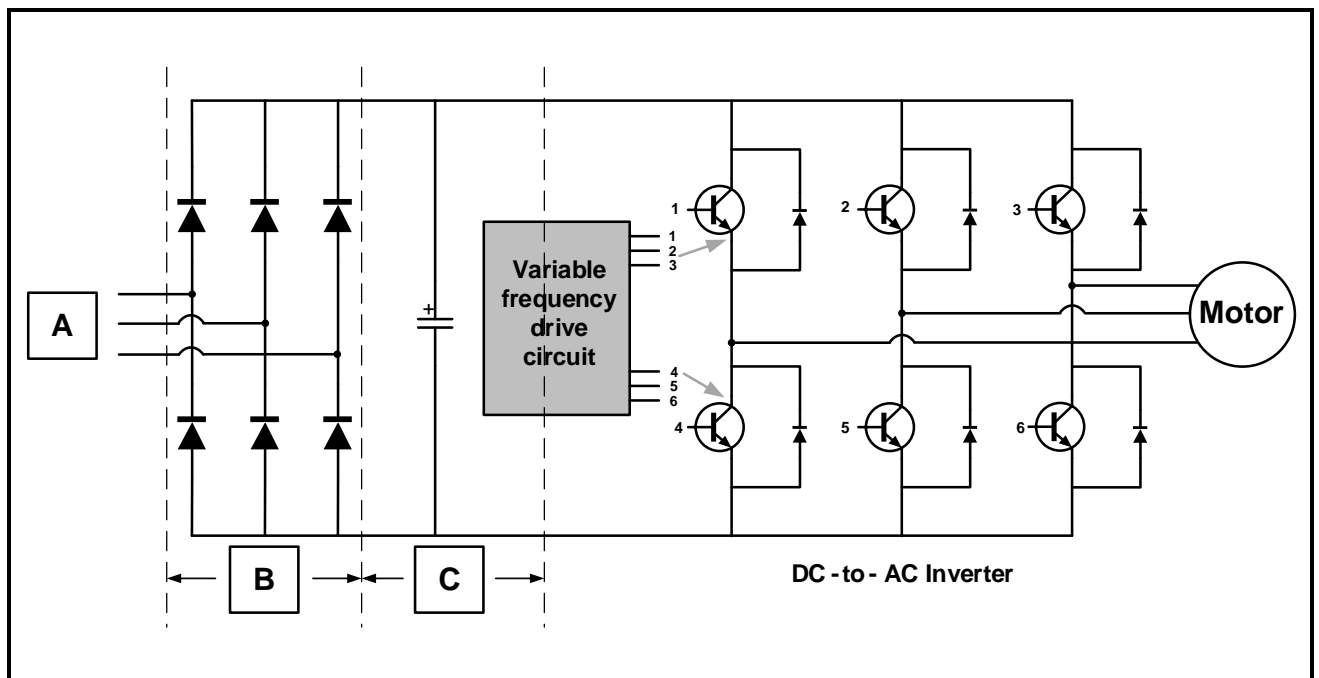 A
Variable
frequency
drive
circuit
1
2
3
4
5
6
+
1
2
3
4
5
6
Motor
B
C
DC - to - AC Inverter